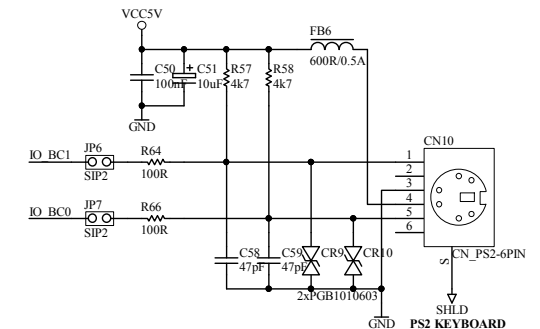 VCC5V
FB6
600R/0.5A
C50
100nF
+
C51
10uF
R57
4k7
R58
4k7
GND
CN10
IO_BC1
JP6
SIP2
R64
100R
1
2
3
4
5
6
IO_BC0
JP7
SIP2
R66
100R
C58
47pF
C59
47pF
CR9
CR10
2xPGB1010603
S
CN_PS2-6PIN
GND
SHLD
PS2 KEYBOARD